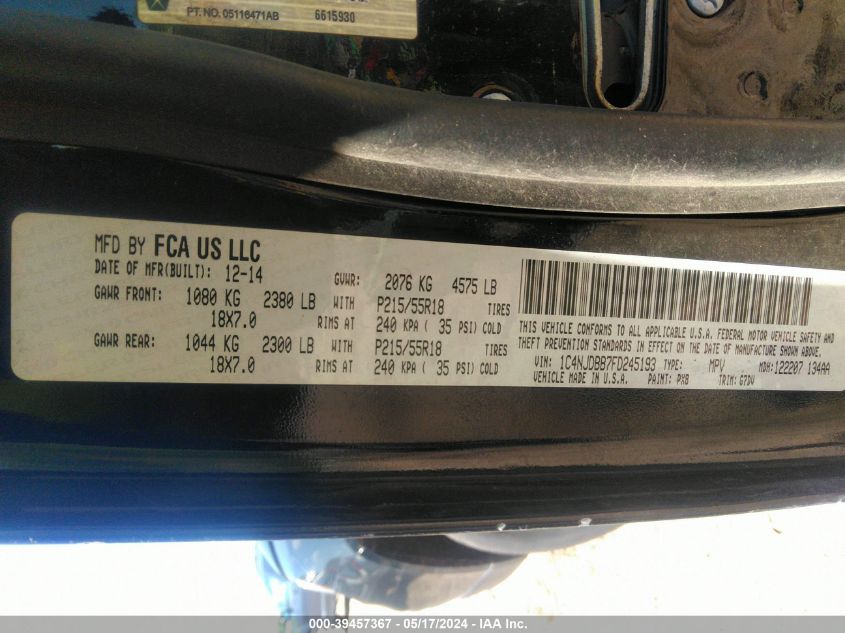 PT. NO. 05116471AB 6615930
MFD BY FCA US LLC
DATE OF MFR(BUILT): 12-14 GVWR: 2076 KG 4575 LB
GAWR FRONT: 1080 KG 2380 LB WITH P215/55R18 TIRES
18X7.0 RIMS AT 240 KPA ( 35 PSI) COLD
GAWR REAR: 1044 KG 2300 LB WITH P215/55R18 TIRES
18X7.0 RIMS AT 240 KPA ( 35 PSI) COLD
THIS VEHICLE CONFORMS TO ALL APPLICABLE U.S.A. FEDERAL MOTOR VEHICLE SAFETY AND
THEFT PREVENTION STANDARDS IN EFFECT ON THE DATE OF MANUFACTURE SHOWN ABOVE.
VIN: 1C4NJDBB7FD245193 TYPE: MPV MDH: 122207 134AA
VEHICLE MADE IN U.S.A. PAINT: PX8 TRIM: G7DV
000-39457367 - 05/17/2024 - IAA Inc.